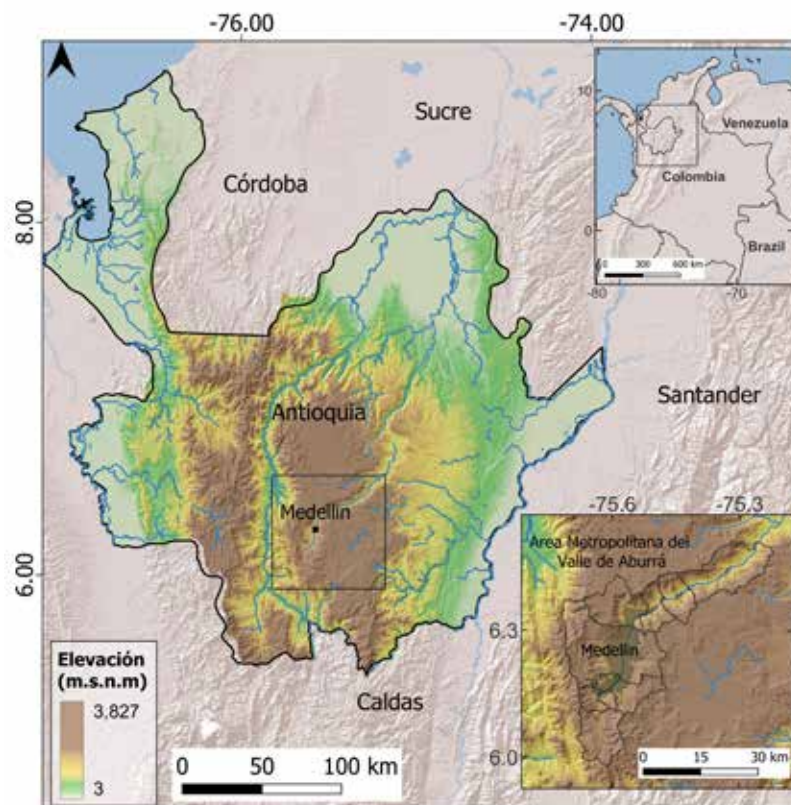 -76.00
-74.00
8.00
6.00
Sucre
Córdoba
Antioquia
Medellín
Santander
Caldas
10
0
-80
-70
Venezuela
Colombia
Brazil
0 300 600 km
-75.6
-75.3
6.3
6.0
Area Metropolitana del
Valle de Aburrá
Medellín
0 15 30 km
Elevación
(m.s.n.m)
3,827
3
0 50 100 km